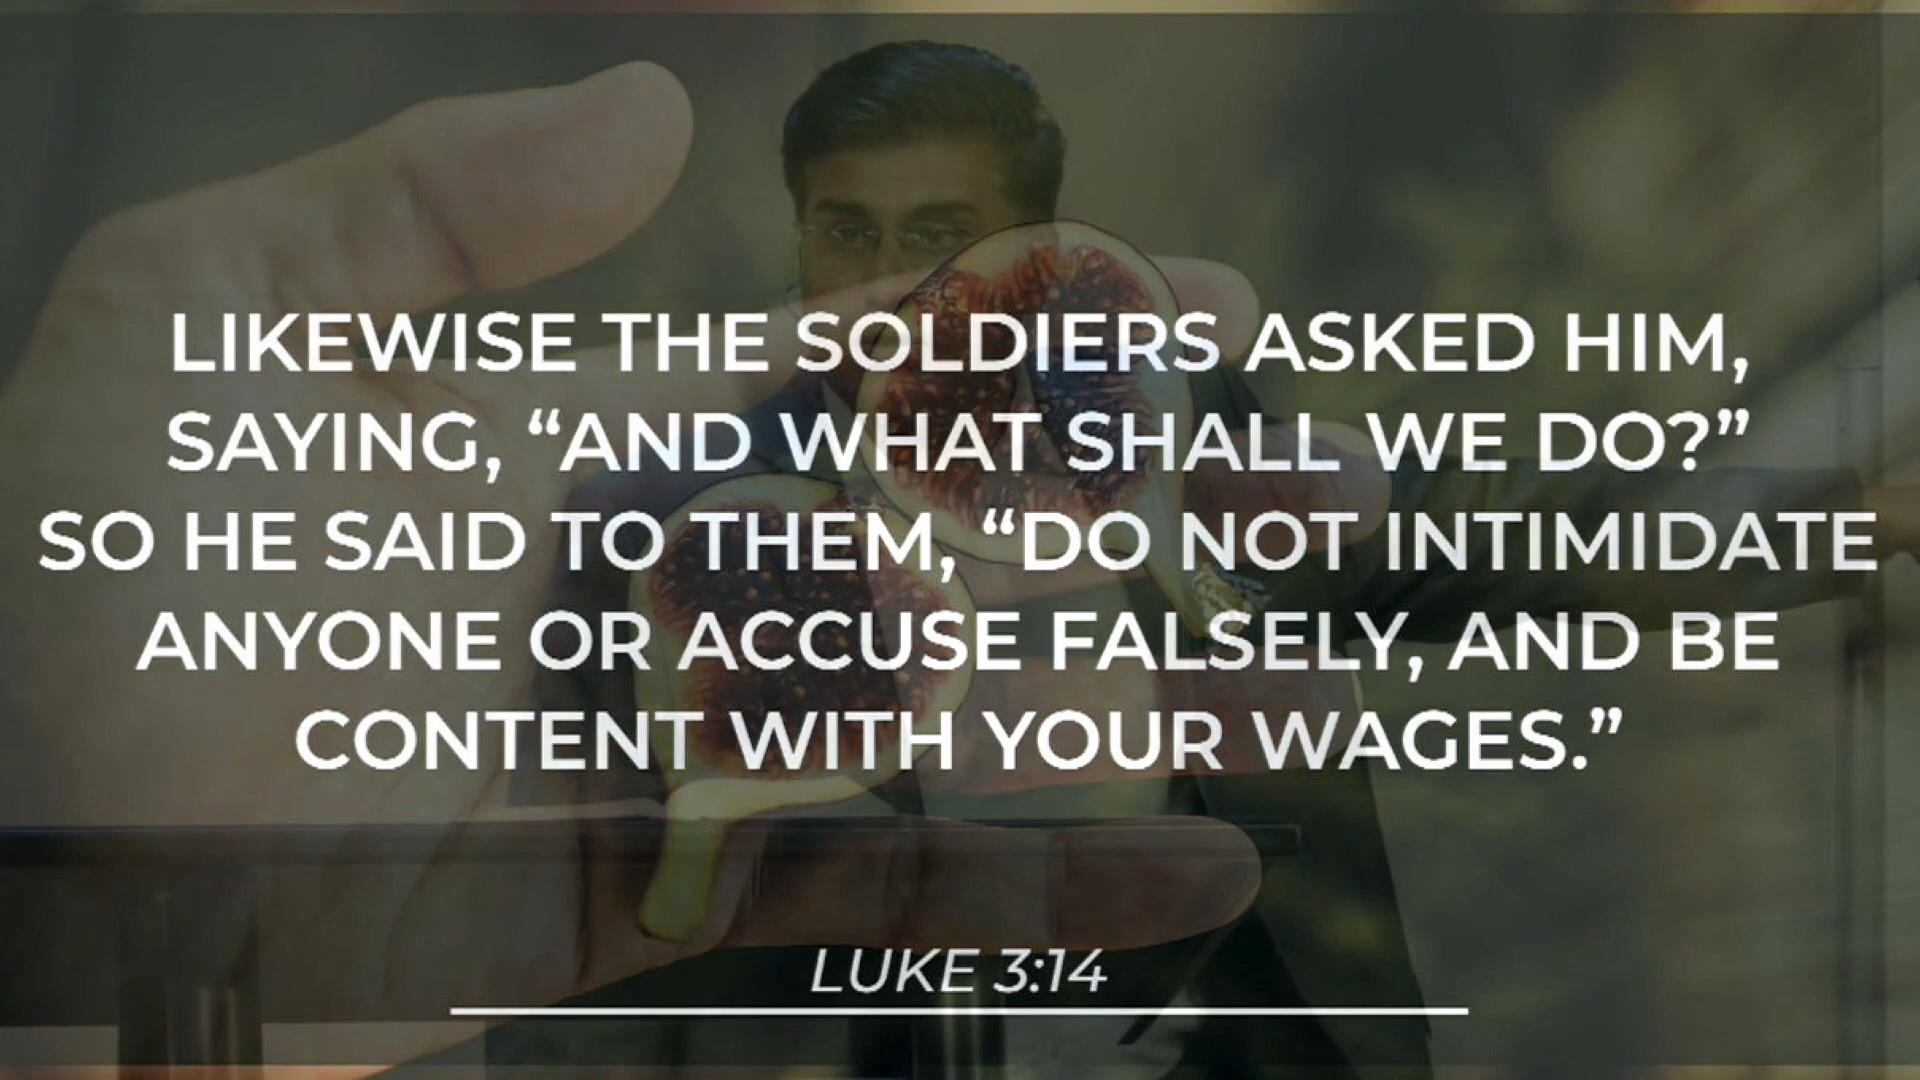 LIKEWISE THE SOLDIERS ASKED HIM,
SAYING, “AND WHAT SHALL WE DO?”
SO HE SAID TO THEM, “DO NOT INTIMIDATE
ANYONE OR ACCUSE FALSELY, AND BE
CONTENT WITH YOUR WAGES.”
LUKE 3:14